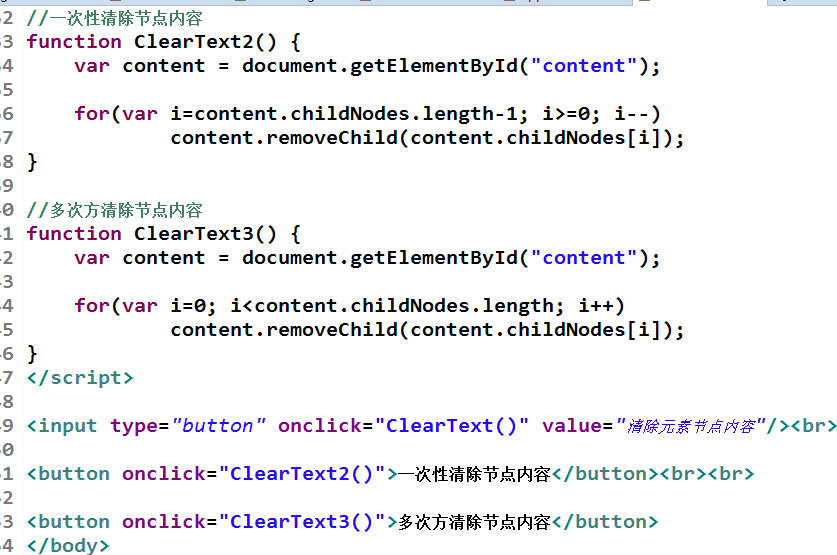 2 //一次性清除节点内容
3 function ClearText2() {
4 var content = document.getElementById("content");
5
6 for(var i=content.childNodes.length-1; i>=0; i--)
7 content.removeChild(content.childNodes[i]);
8 }
9
0 //多次方清除节点内容
1 function ClearText3() {
2 var content = document.getElementById("content");
3
4 for(var i=0; i<content.childNodes.length; i++)
5 content.removeChild(content.childNodes[i]);
6 }
7 </script>
8
9 <input type="button" onclick="ClearText()" value="清除元素节点内容"/><br>
0
1 <button onclick="ClearText2()">一次性清除节点内容</button><br><br>
2
3 <button onclick="ClearText3()">多次方清除节点内容</button>
4 </body>